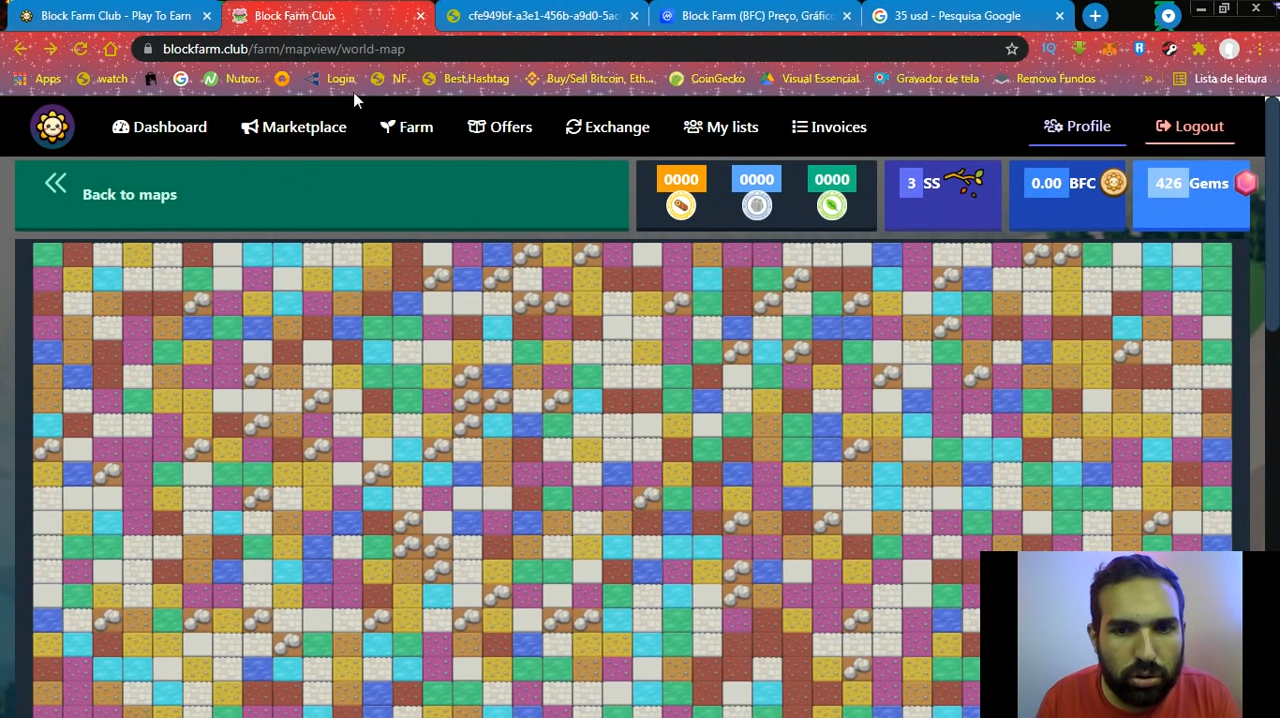 Block Farm Club - Play To Earn
Block Farm Club
cfe949bf-a3e1-456b-a9d0-5ac
Block Farm (BFC) Preço, Gráfic
35 usd - Pesquisa Google
blockfarm.club/farm/mapview/world-map
Apps
watch
Nutror.
Login
NF.
Best.Hashtag
Buy/Sell Bitcoin, Eth...
CoinGecko
Visual Essencial
Gravador de tela
Remova Fundos
»
Lista de leitura
Dashboard
Marketplace
Farm
Offers
Exchange
My lists
Invoices
Profile
Logout
Back to maps
0000
0000
0000
3 SS
0.00 BFC
426 Gems